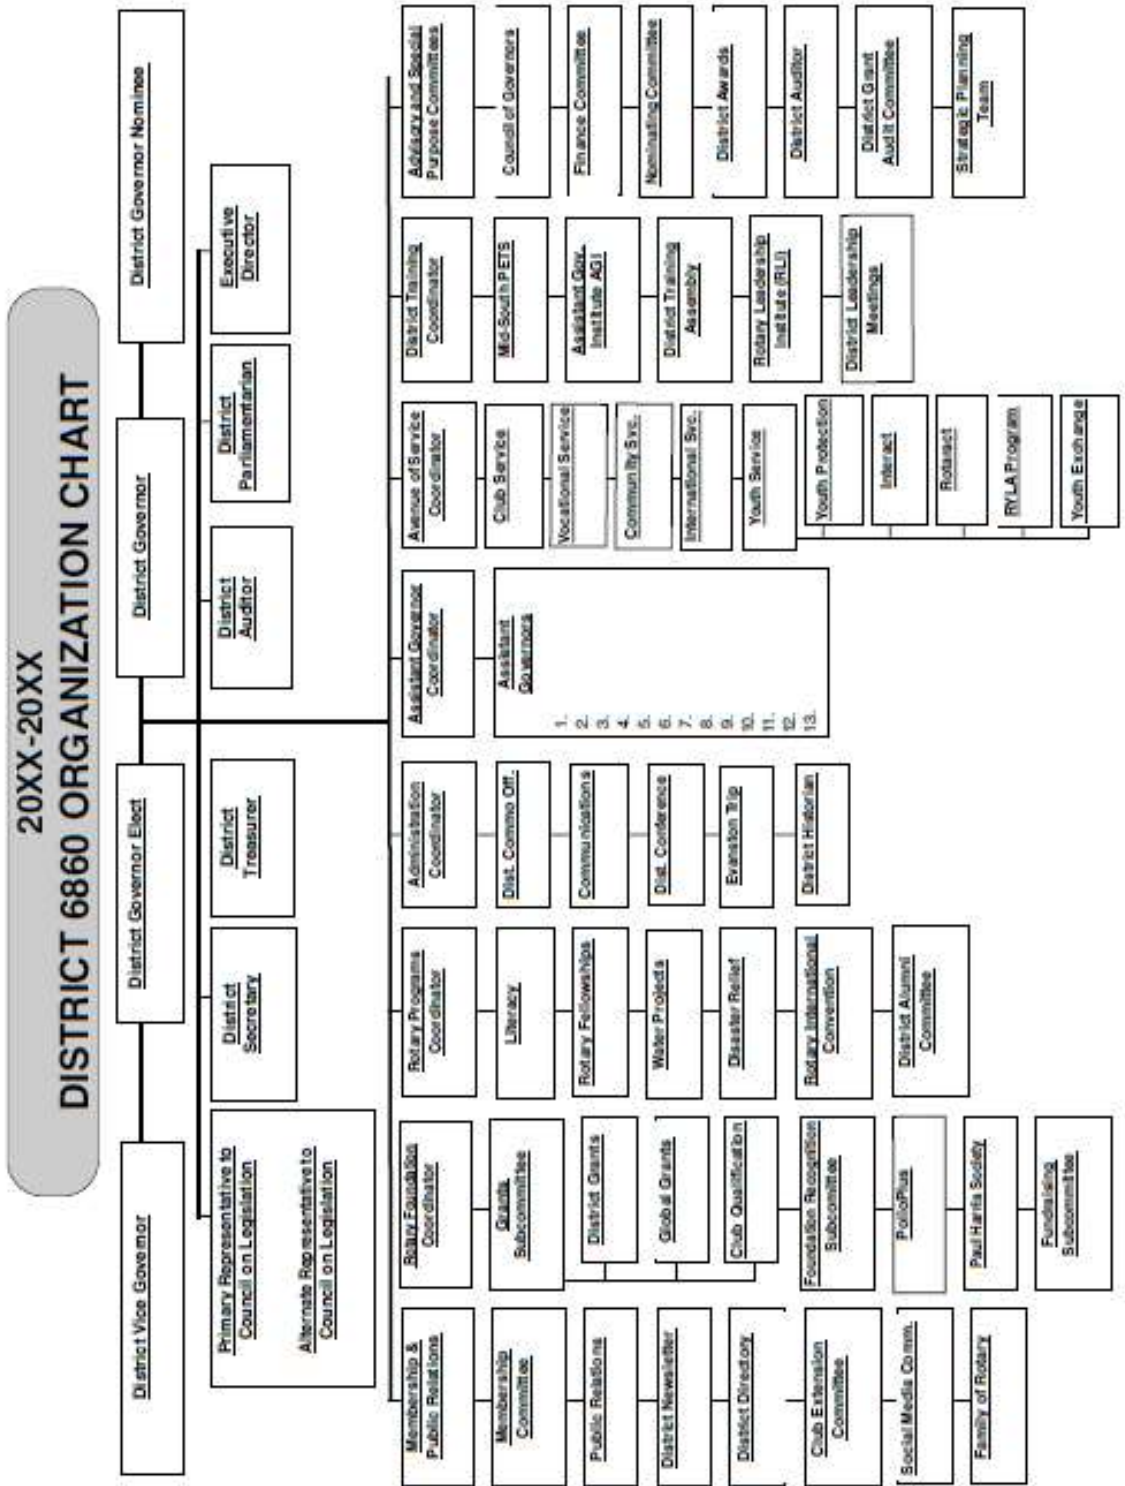 20XX-20XX
DISTRICT 6860 ORGANIZATION CHART
District Vice Governor
District Governor Elect
District Governor
District Governor Nominee
Primary Representative to
Council on Legislation
Alternate Representative to
Council on Legislation
District
Secretary
District
Treasurer
District
Auditor
District
Parliamentarian
Executive
Director
Membership &
Public Relations
Membership
Committee
Public Relations
District Newsletter
District Directory
Club Extension
Committee
Social Media Comm.
Family of Rotary
Rotary Foundation
Coordinator
Grants
Subcommittee
District Grants
Global Grants
Club Qualification
Foundation Recognition
Subcommittee
PolioPlus
Paul Harris Society
Fundraising
Subcommittee
Rotary Programs
Coordinator
Literacy
Rotary Fellowships
Water Projects
Disaster Relief
Rotary International
Convention
District Alumni
Committee
Administration
Coordinator
Dist. Commo Off.
Communications
Dist. Conference
Evanston Trip
District Historian
Assistant Governor
Coordinator
Assistant
Governors
1.
2.
3.
4.
5.
6.
7.
8.
9.
10.
11.
12.
13.
Avenue of Service
Coordinator
Club Service
Vocational Service
Community Svc.
International Svc.
Youth Service
Youth Protection
Interact
Rotaract
RYLA Program
Youth Exchange
District Training
Coordinator
Mid-South PETS
Assistant Gov.
Institute AGI
District Training
Assembly
Rotary Leadership
Institute (RLI)
District Leadership
Meetings
Advisory and Special
Purpose Committees
Council of Governors
Finance Committee
Nominating Committee
District Awards
District Auditor
District Grant
Audit Committee
Strategic Planning
Team